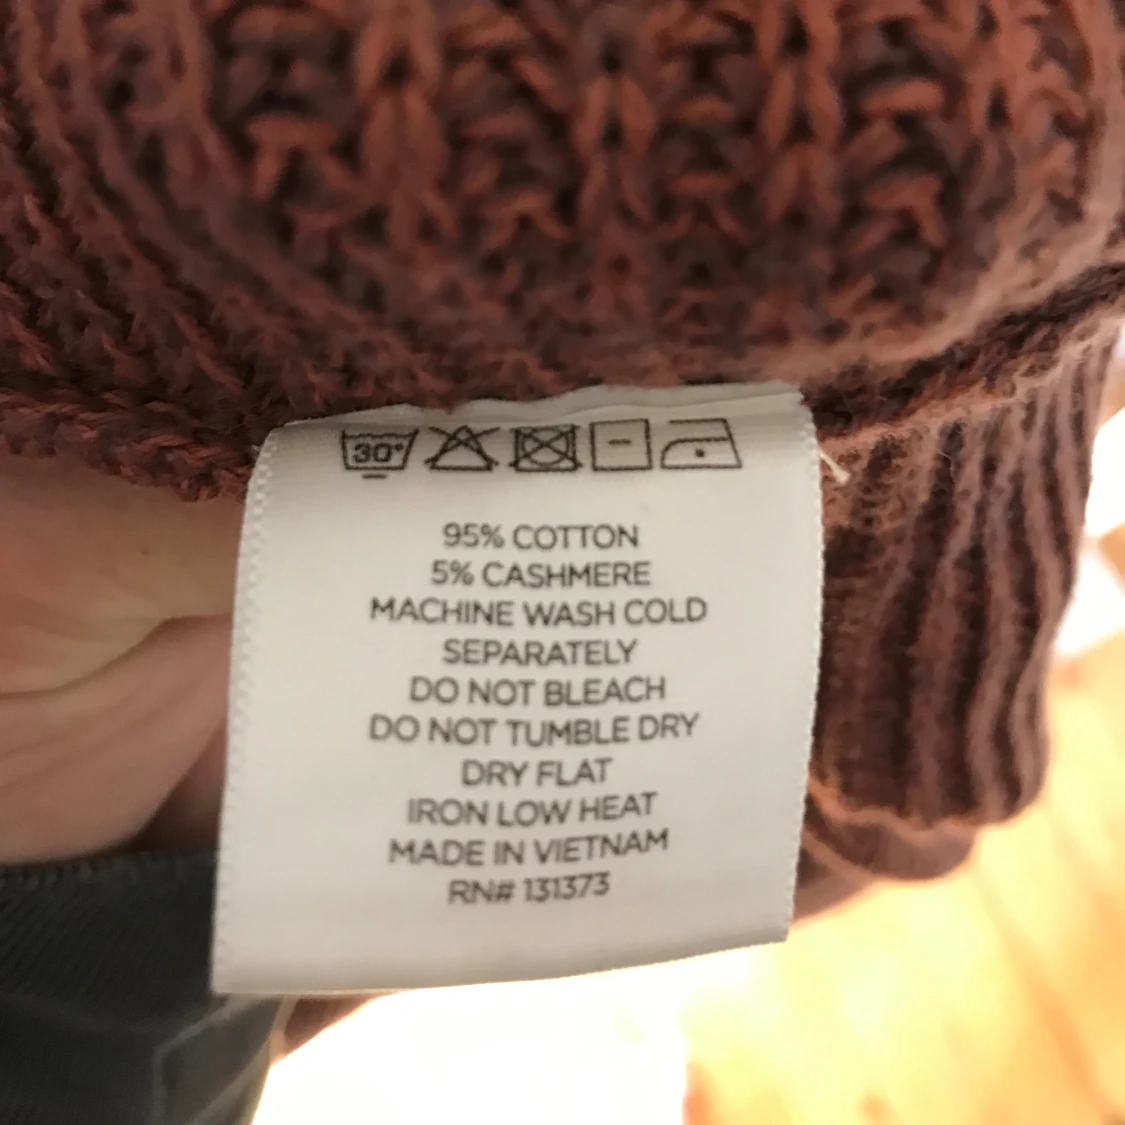 30°
95% COTTON
5% CASHMERE
MACHINE WASH COLD
SEPARATELY
DO NOT BLEACH
DO NOT TUMBLE DRY
DRY FLAT
IRON LOW HEAT
MADE IN VIETNAM
RN# 131373